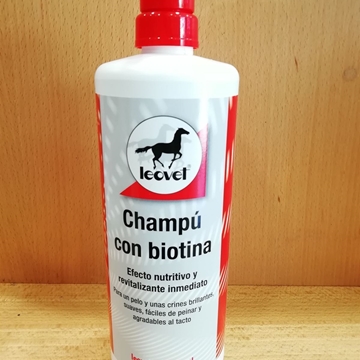 leovet
Champú
con biotina
Efecto nutritivo y
revitalizante inmediato
Para un pelo y unas crines brillantes,
suaves, fáciles de peinar y
agradables al tacto